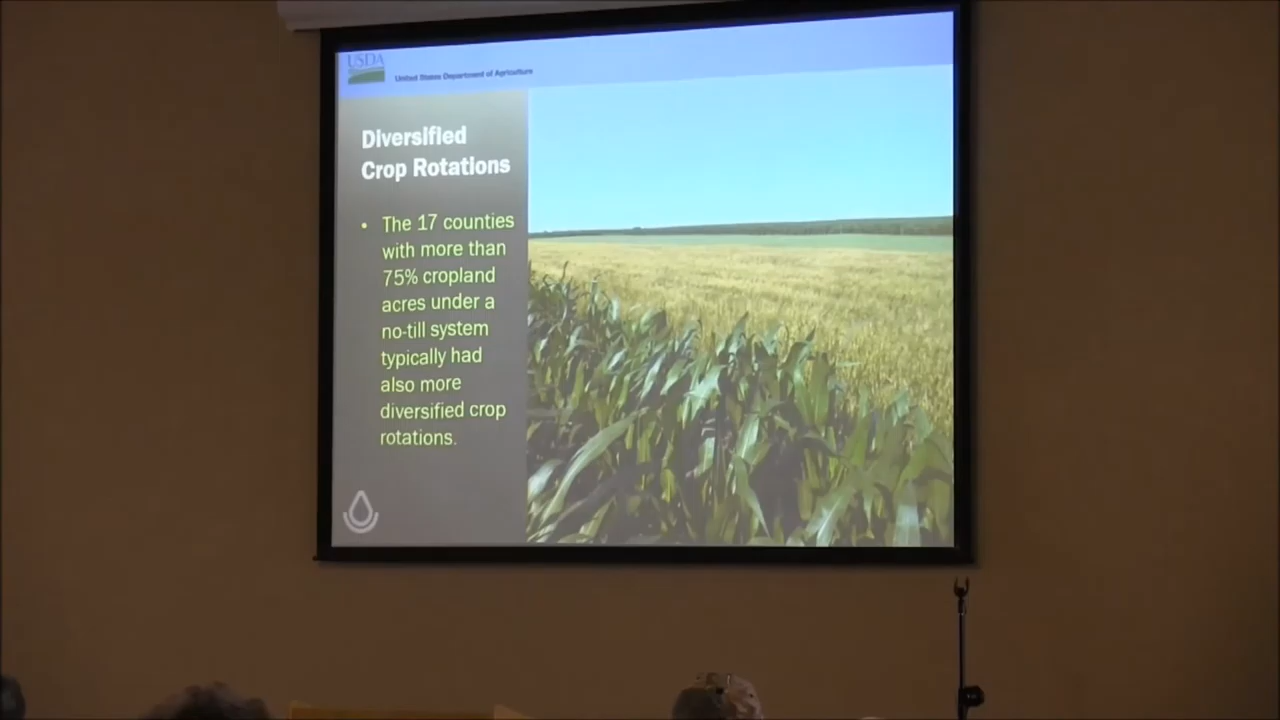 USDA
United States Department of Agriculture
Diversified
Crop Rotations
• The 17 counties
with more than
75% cropland
acres under a
no-till system
typically had
also more
diversified crop
rotations.